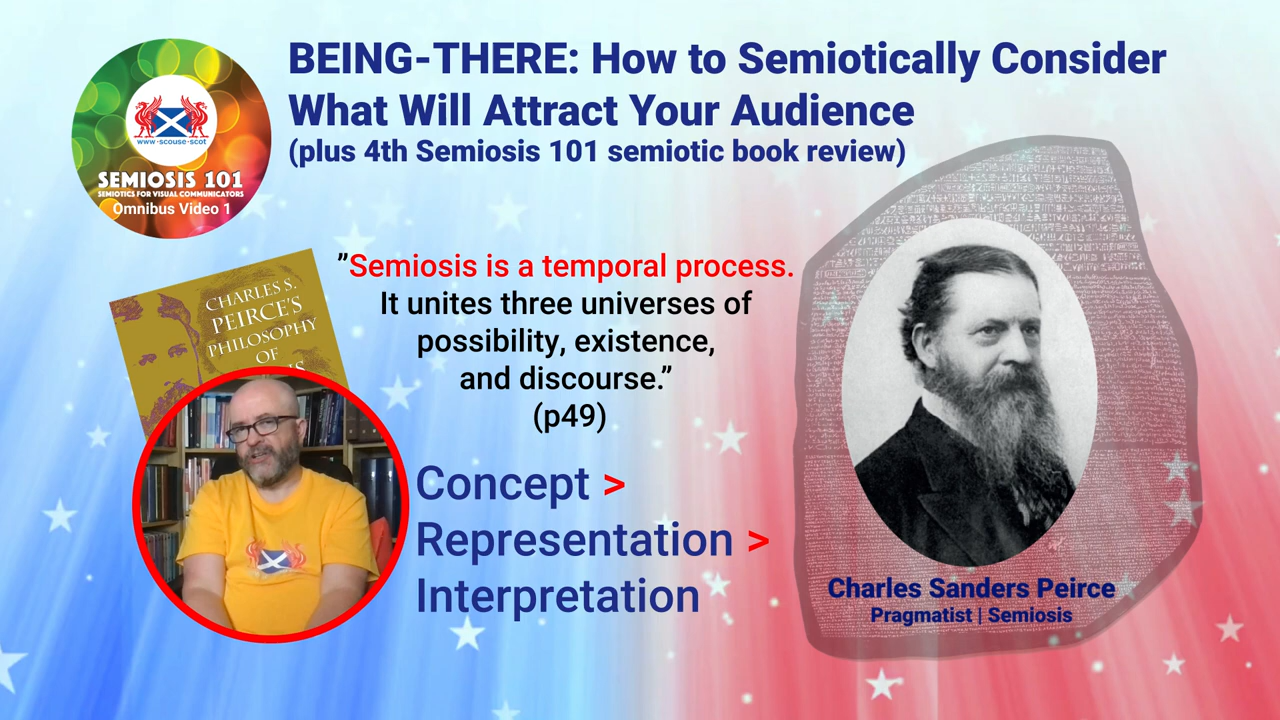 BEING-THERE: How to Semiotically Consider
What Will Attract Your Audience
(plus 4th Semiosis 101 semiotic book review)
www·scouse·scot
SEMIOSIS 101
SEMIOTICS FOR VISUAL COMMUNICATORS
Omnibus Video 1
CHARLES S.
PEIRCE'S
PHILOSOPHY
OF
"Semiosis is a temporal process.
It unites three universes of
possibility, existence,
and discourse."
(p49)
Concept >
Representation >
Interpretation
Charles Sanders Peirce
Pragmatist | Semiosis